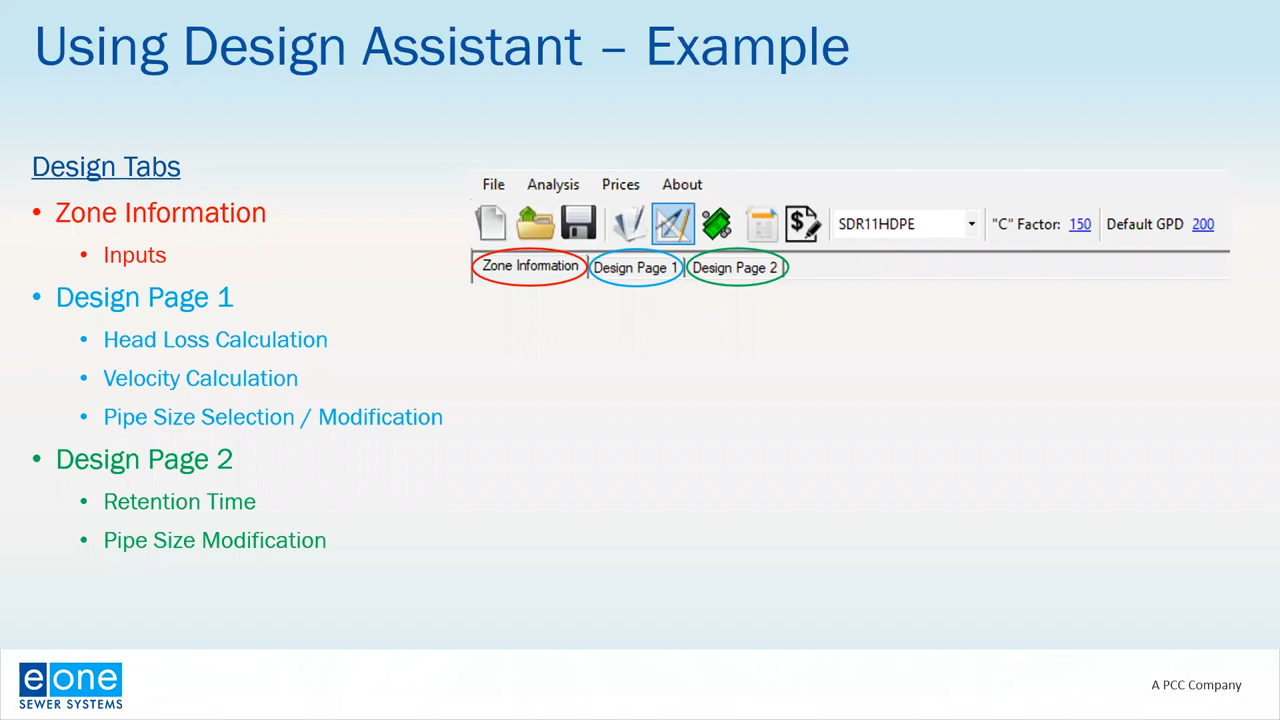 Using Design Assistant – Example
Design Tabs
• Zone Information
• Inputs
• Design Page 1
• Head Loss Calculation
• Velocity Calculation
• Pipe Size Selection / Modification
• Design Page 2
• Retention Time
• Pipe Size Modification
File Analysis Prices About
SDR11HDPE "C" Factor: 150 Default GPD 200
Zone Information Design Page 1 Design Page 2
eone
SEWER SYSTEMS
A PCC Company